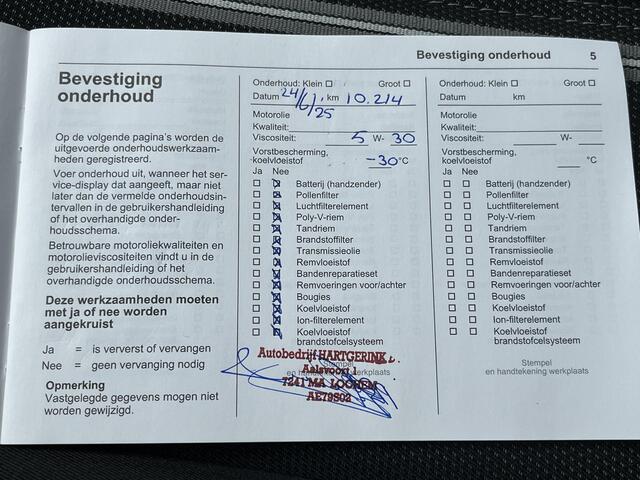 Bevestiging onderhoud 5
Bevestiging
onderhoud
Op de volgende pagina's worden de
uitgevoerde onderhoudswerkzaam-
heden geregistreerd.
Voer onderhoud uit, wanneer het ser-
vice-display dat aangeeft, maar niet
later dan de vermelde onderhoudsin-
tervallen in de gebruikershandleiding
of het overhandigde onder-
houdsschema.
Betrouwbare motoroliekwaliteiten en
motorolieviscositeiten vindt u in de
gebruikershandleiding of het
overhandigde onderhoudsschema.
Deze werkzaamheden moeten
met ja of nee worden
aangekruist
Ja = is ververst of vervangen
Nee = geen vervanging nodig
Opmerking
Vastgelegde gegevens mogen niet
worden gewijzigd.
Onderhoud: Klein Groot
Datum 24/6/25 km 10.214
Motorolie
Kwaliteit:
Viscositeit: 5 W- 30
Vorstbescherming,
koelvloeistof -30 °C
Ja Nee
Batterij (handzender)
Pollenfilter
Luchtfilterelement
Poly-V-riem
Tandriem
Brandstoffilter
Transmissieolie
Remvloeistof
Bandenreparatieset
Remvoeringen voor/achter
Bougies
Koelvloeistof
Ion-filterelement
Koelvloeistof
brandstofcelsysteem
Stempel
en handtekening werkplaats
Autobedrijf HARTGERINK
Aalsvoort 1
7241 MA LOCHEM
AE79802
Onderhoud: Klein Groot
Datum km
Motorolie
Kwaliteit:
Viscositeit: W-
Vorstbescherming,
koelvloeistof °C
Ja Nee
Batterij (handzender)
Pollenfilter
Luchtfilterelement
Poly-V-riem
Tandriem
Brandstoffilter
Transmissieolie
Remvloeistof
Bandenreparatieset
Remvoeringen voor/achter
Bougies
Koelvloeistof
Ion-filterelement
Koelvloeistof
brandstofcelsysteem
Stempel
en handtekening werkplaats